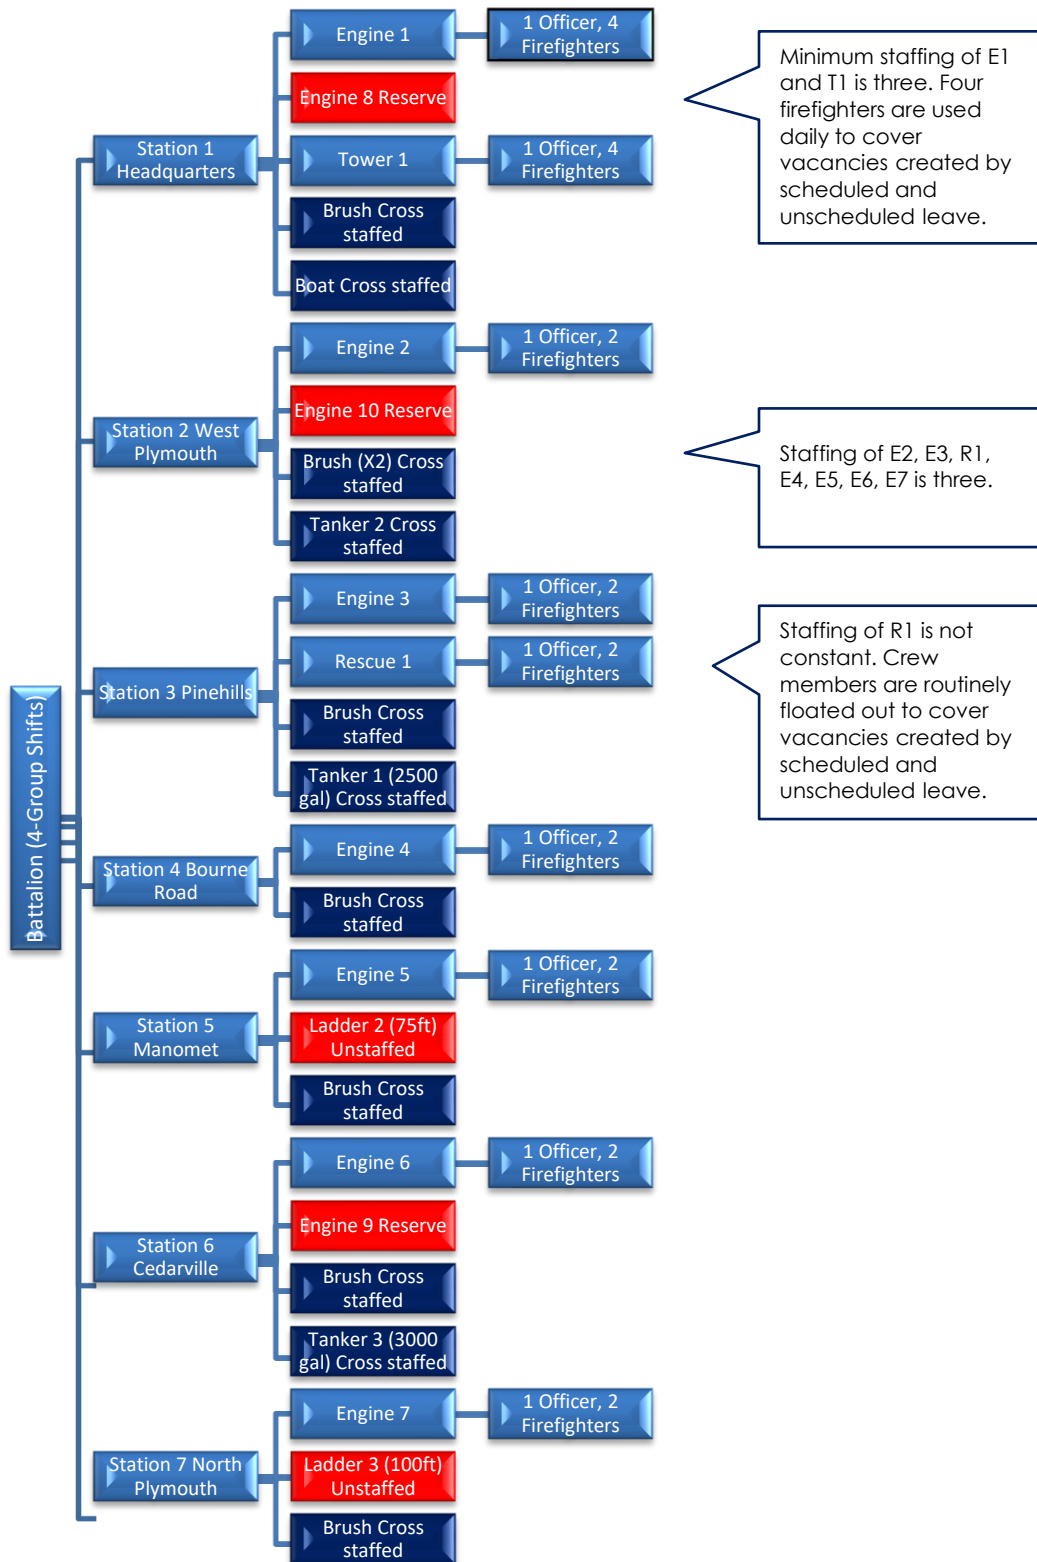 Battalion (4-Group Shifts)
Station 1
Headquarters
Engine 1
1 Officer, 4
Firefighters
Engine 8 Reserve
Tower 1
1 Officer, 4
Firefighters
Brush Cross
staffed
Boat Cross staffed
Minimum staffing of E1
and T1 is three. Four
firefighters are used
daily to cover
vacancies created by
scheduled and
unscheduled leave.
Station 2 West
Plymouth
Engine 2
1 Officer, 2
Firefighters
Engine 10 Reserve
Brush (X2) Cross
staffed
Tanker 2 Cross
staffed
Staffing of E2, E3, R1,
E4, E5, E6, E7 is three.
Station 3 Pinehills
Engine 3
1 Officer, 2
Firefighters
Rescue 1
1 Officer, 2
Firefighters
Brush Cross
staffed
Tanker 1 (2500
gal) Cross staffed
Staffing of R1 is not
constant. Crew
members are routinely
floated out to cover
vacancies created by
scheduled and
unscheduled leave.
Station 4 Bourne
Road
Engine 4
1 Officer, 2
Firefighters
Brush Cross
staffed
Station 5
Manomet
Engine 5
1 Officer, 2
Firefighters
Ladder 2 (75ft)
Unstaffed
Brush Cross
staffed
Station 6
Cedarville
Engine 6
1 Officer, 2
Firefighters
Engine 9 Reserve
Brush Cross
staffed
Tanker 3 (3000
gal) Cross staffed
Station 7 North
Plymouth
Engine 7
1 Officer, 2
Firefighters
Ladder 3 (100ft)
Unstaffed
Brush Cross
staffed